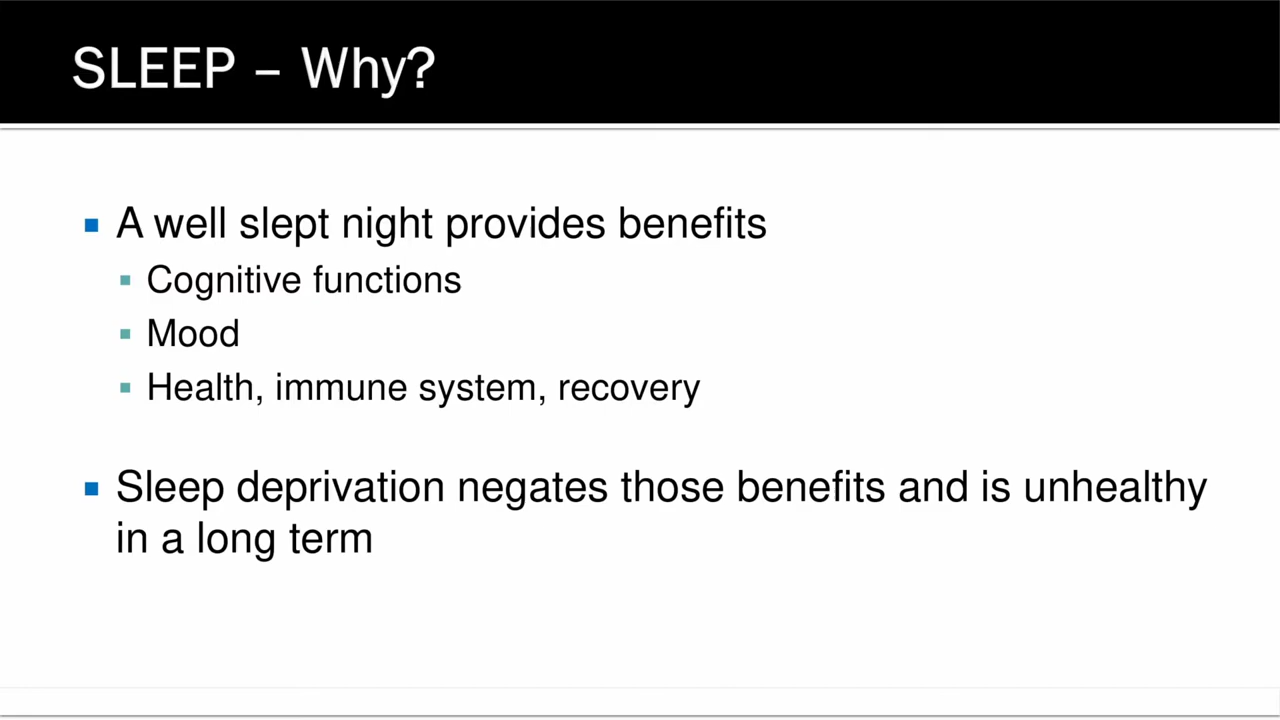 SLEEP – Why?
A well slept night provides benefits
Cognitive functions
Mood
Health, immune system, recovery
Sleep deprivation negates those benefits and is unhealthy
in a long term